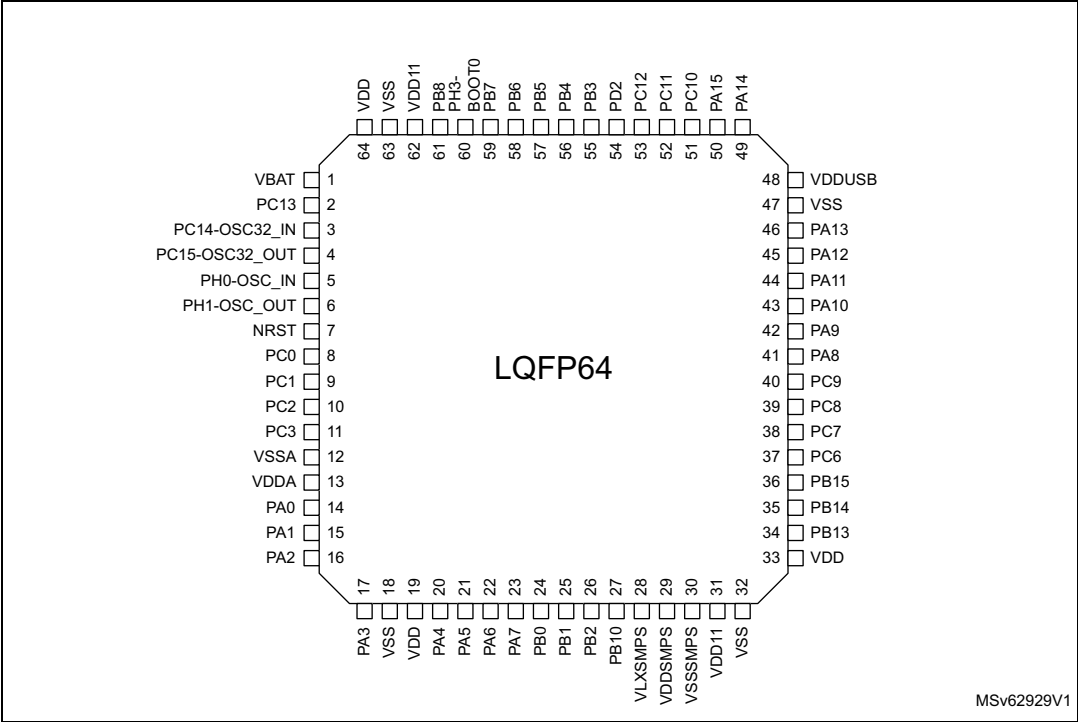 VDD
VSS
VDD11
PB8
PH3-
BOOT0
PB7
PB6
PB5
PB4
PB3
PD2
PC12
PC11
PC10
PA15
PA14
64
63
62
61
60
59
58
57
56
55
54
53
52
51
50
49
VBAT 1
PC13 2
PC14-OSC32_IN 3
PC15-OSC32_OUT 4
PH0-OSC_IN 5
PH1-OSC_OUT 6
NRST 7
PC0 8
PC1 9
PC2 10
PC3 11
VSSA 12
VDDA 13
PA0 14
PA1 15
PA2 16
LQFP64
48 VDDUSB
47 VSS
46 PA13
45 PA12
44 PA11
43 PA10
42 PA9
41 PA8
40 PC9
39 PC8
38 PC7
37 PC6
36 PB15
35 PB14
34 PB13
33 VDD
17
18
19
20
21
22
23
24
25
26
27
28
29
30
31
32
PA3
VSS
VDD
PA4
PA5
PA6
PA7
PB0
PB1
PB2
PB10
VLXSMPS
VDDSMPS
VSSSMPS
VDD11
VSS
MSv62929V1